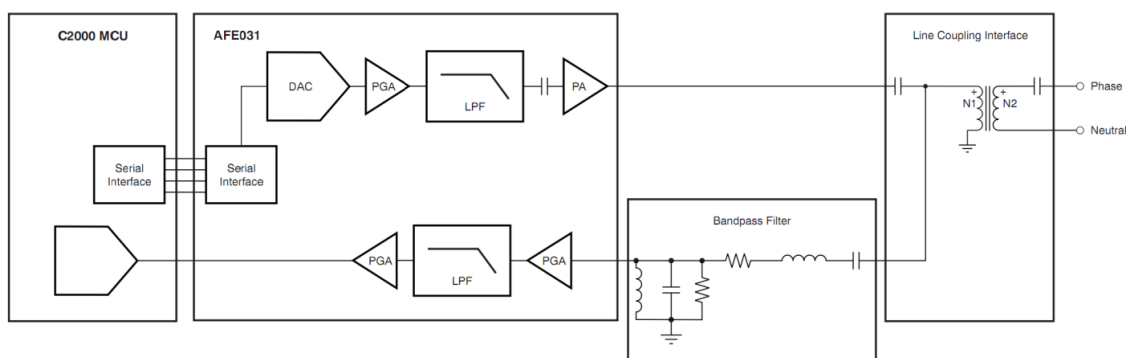 C2000 MCU
AFE031
Line Coupling Interface
DAC
PGA
LPF
PA
+
N1
+
N2
Phase
Neutral
Serial
Interface
Serial
Interface
Bandpass Filter
PGA
LPF
PGA